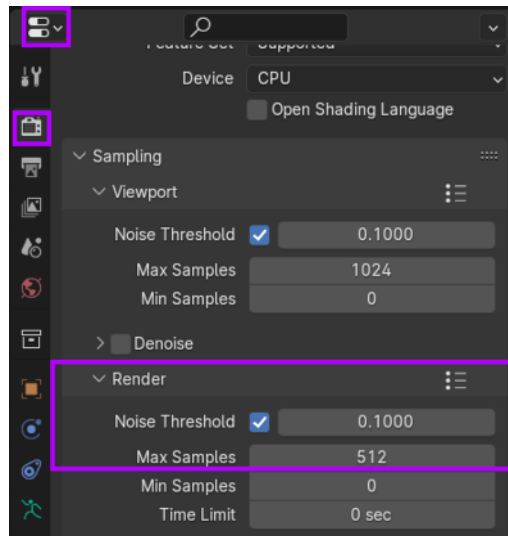 Feature Set Supported
Device CPU
Open Shading Language
Sampling
Viewport
Noise Threshold 0.1000
Max Samples 1024
Min Samples 0
Denoise
Render
Noise Threshold 0.1000
Max Samples 512
Min Samples 0
Time Limit 0 sec